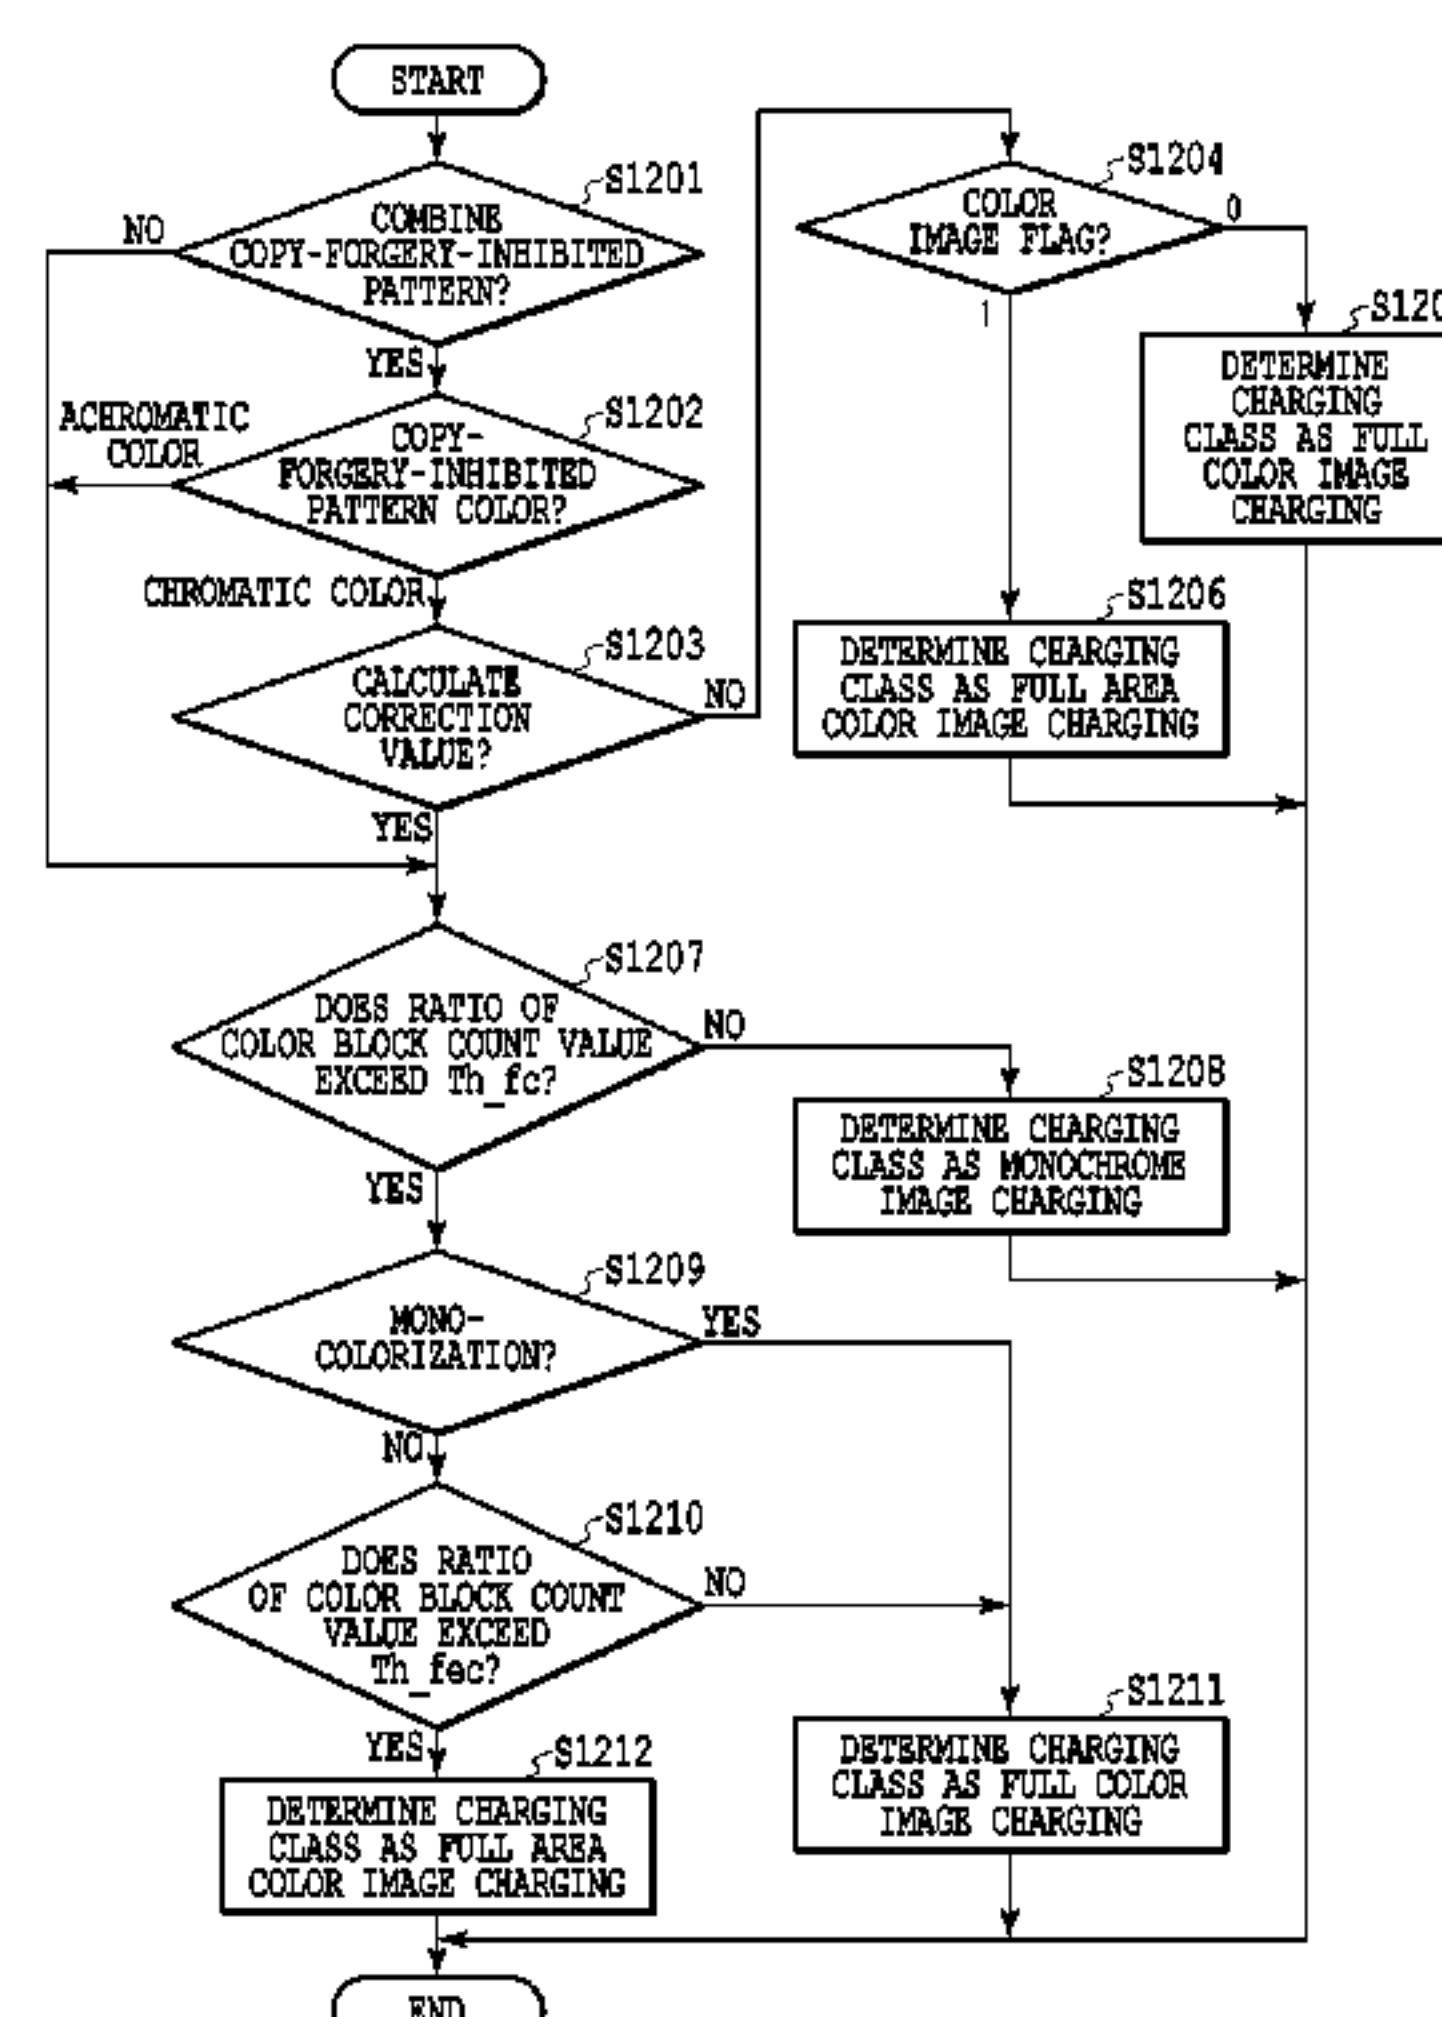 START
S1201
NO
COMBINE
COPY-FORGERY-INHIBITED
PATTERN?
YES
S1202
ACHROMATIC
COLOR
COPY-
FORGERY-INHIBITED
PATTERN COLOR?
CHROMATIC COLOR
S1203
CALCULATE
CORRECTION
VALUE?
NO
YES
S1204
COLOR
IMAGE FLAG?
0
1
DETERMINE
CHARGING
CLASS AS FULL
COLOR IMAGE
CHARGING
S1206
DETERMINE CHARGING
CLASS AS FULL AREA
COLOR IMAGE CHARGING
S1207
DOES RATIO OF
COLOR BLOCK COUNT VALUE
EXCEED Th_fc?
NO
YES
S1208
DETERMINE CHARGING
CLASS AS MONOCHROME
IMAGE CHARGING
S1209
MONO-
COLORIZATION?
YES
NO
S1210
DOES RATIO
OF COLOR BLOCK COUNT
VALUE EXCEED
Th_fec?
NO
YES
S1211
DETERMINE CHARGING
CLASS AS FULL COLOR
IMAGE CHARGING
S1212
DETERMINE CHARGING
CLASS AS FULL AREA
COLOR IMAGE CHARGING
END